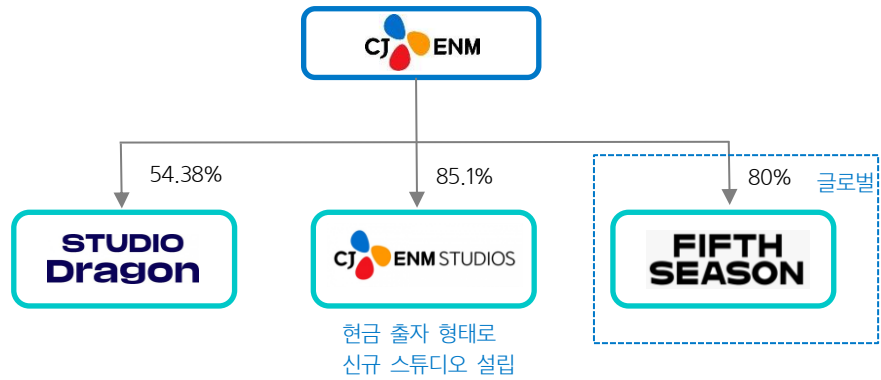 CJ ENM
54.38%
85.1%
80%
글로벌
STUDIO
Dragon
CJ ENM STUDIOS
FIFTH
SEASON
현금 출자 형태로
신규 스튜디오 설립